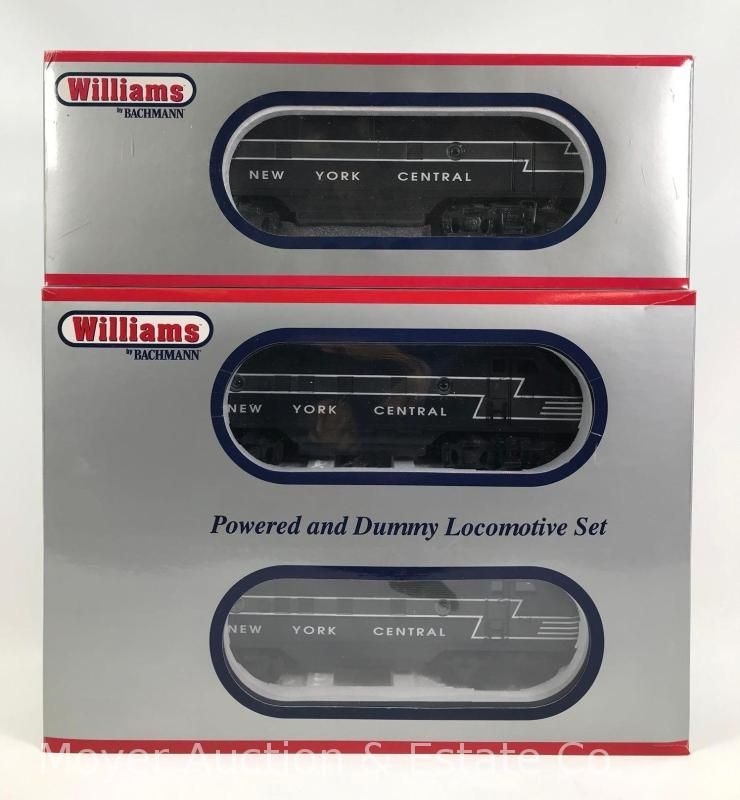 Williams
by BACHMANN
NEW YORK CENTRAL
Williams
by BACHMANN
NEW YORK CENTRAL
Powered and Dummy Locomotive Set
NEW YORK CENTRAL
Moyer Auction & Estate Co